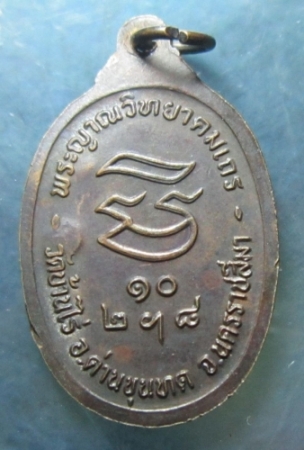 พระญาณวิทยาคมเถร
๑๐
๒ ๆ ๘
วัดบ้านไร่ อ.ด่านขุนทด จ.นครราชสีมา